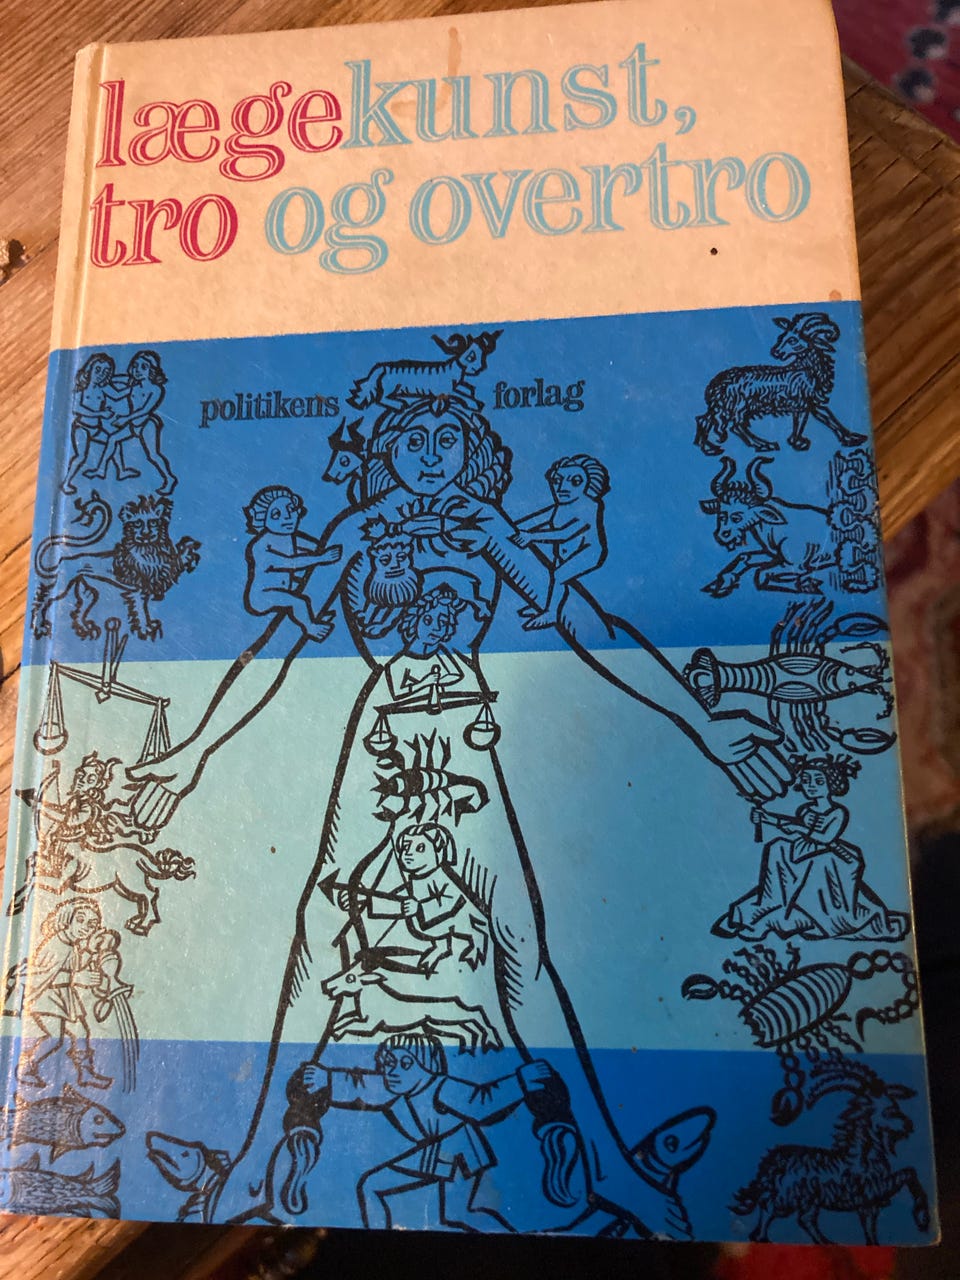 lægekunst,
tro og overtro
politikens forlag